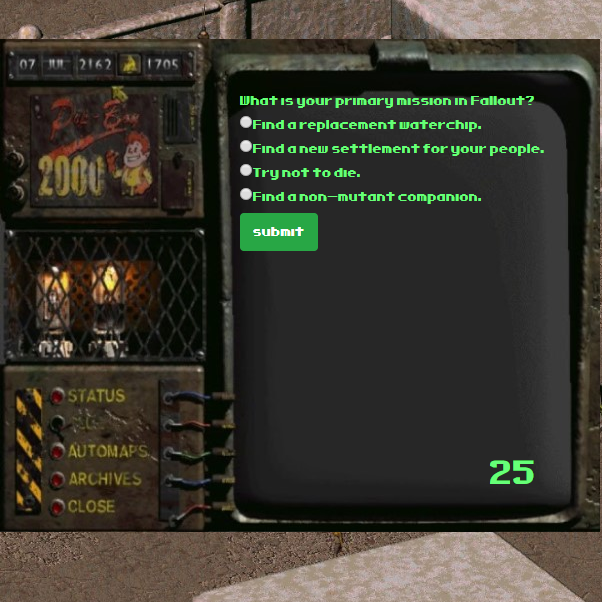 07 JUL 2162 1705
Pip-Boy
2000
What is your primary mission in Fallout?
Find a replacement waterchip.
Find a new settlement for your people.
Try not to die.
Find a non-mutant companion.
submit
STATUS
AUTOMAPS
ARCHIVES
CLOSE
25